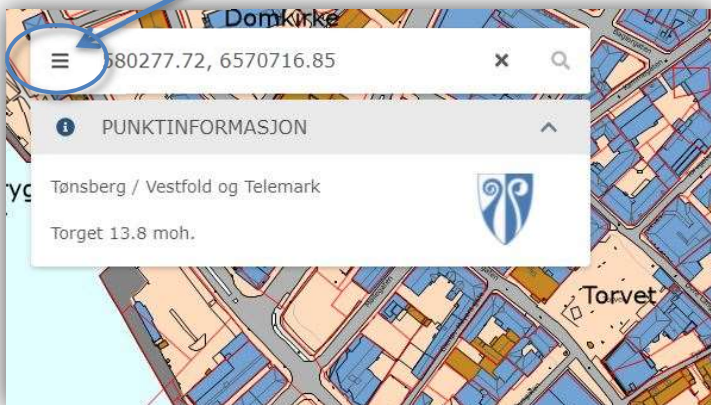 Domkirke
580277.72, 6570716.85
PUNKTINFORMASJON
Tønsberg / Vestfold og Telemark
Torget 13.8 moh.
Torvet